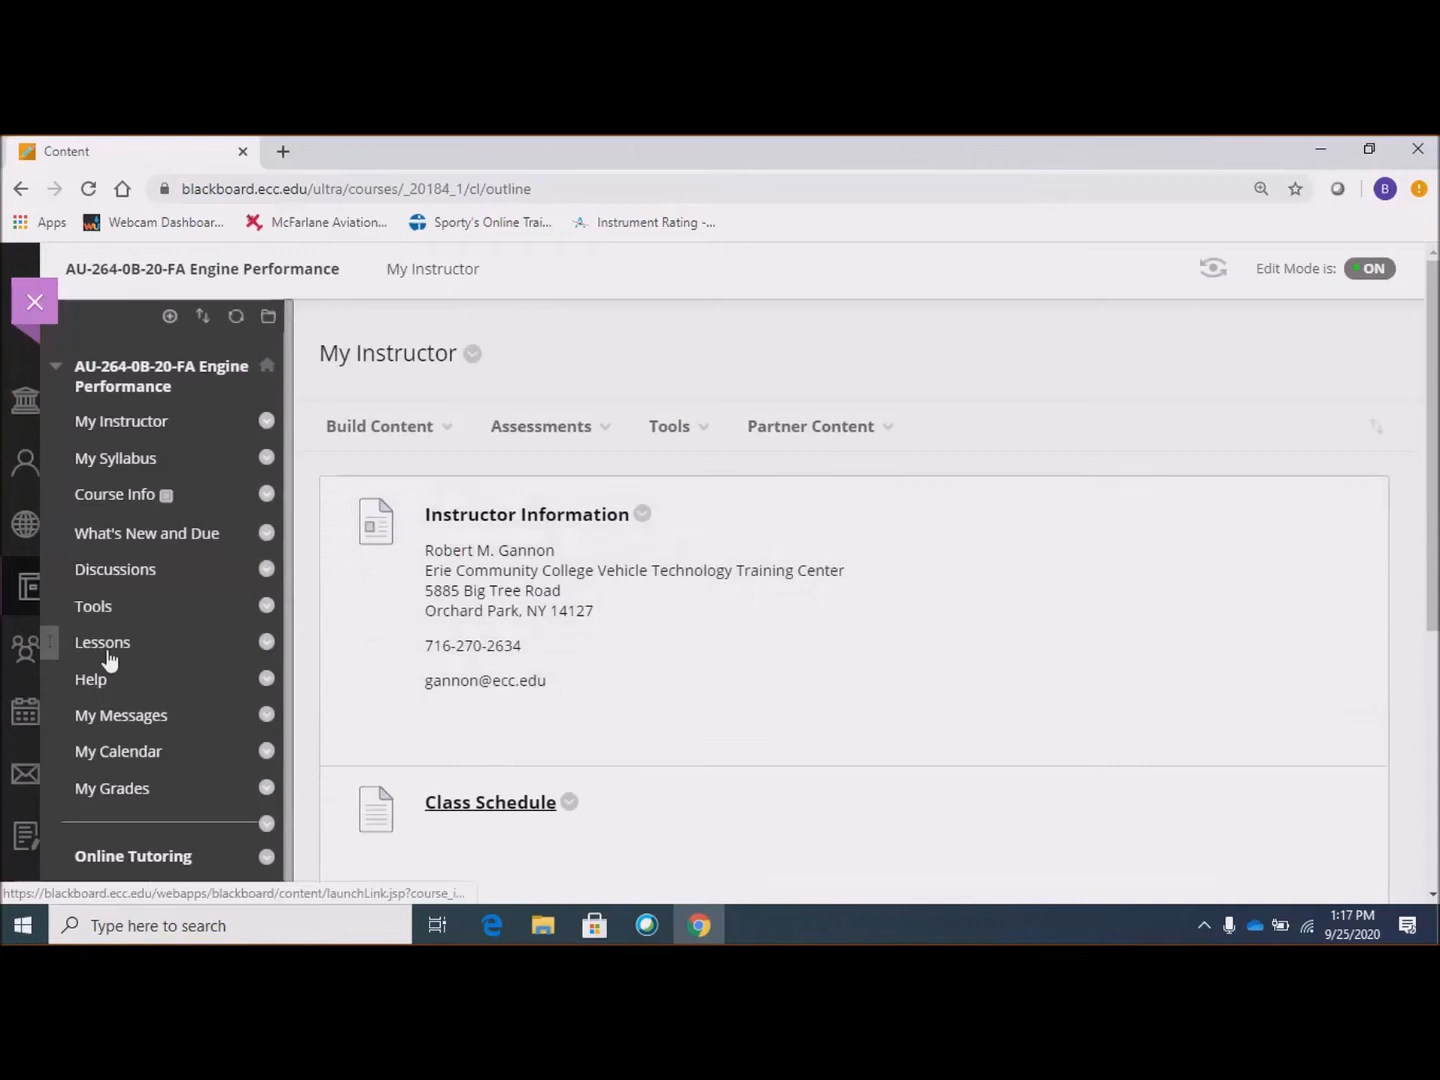 Content
blackboard.ecc.edu/ultra/courses/_20184_1/cl/outline
B
Apps
Webcam Dashboar...
McFarlane Aviation...
Sporty's Online Trai...
Instrument Rating -...
AU-264-0B-20-FA Engine Performance
My Instructor
Edit Mode is:
ON
AU-264-0B-20-FA Engine
Performance
My Instructor
My Syllabus
Course Info
What's New and Due
Discussions
Tools
Lessons
Help
My Messages
My Calendar
My Grades
Online Tutoring
My Instructor
Build Content
Assessments
Tools
Partner Content
Instructor Information
Robert M. Gannon
Erie Community College Vehicle Technology Training Center
5885 Big Tree Road
Orchard Park, NY 14127
716-270-2634
gannon@ecc.edu
Class Schedule
https://blackboard.ecc.edu/webapps/blackboard/content/launchLink.jsp?course_i...
Type here to search
1:17 PM
9/25/2020